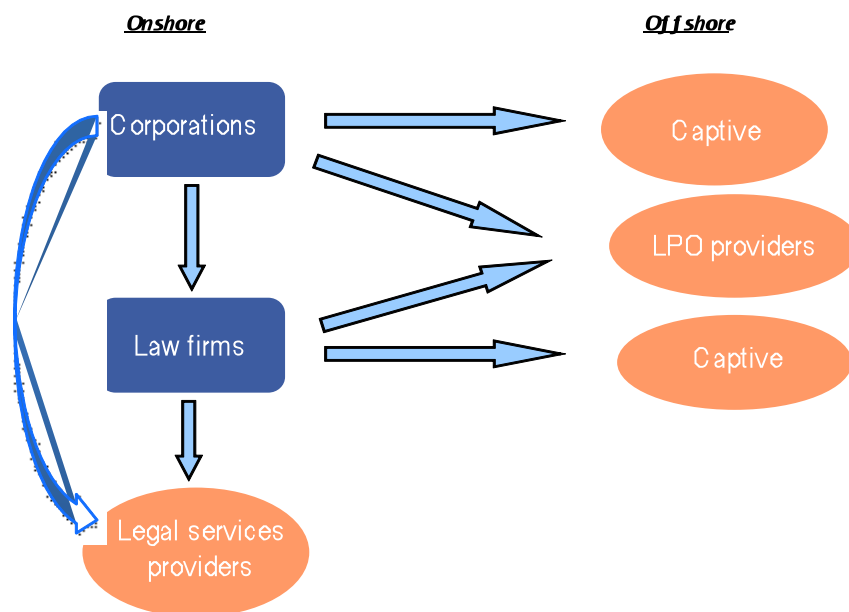 Onshore
Offshore
Corporations
Captive
LPO providers
Law firms
Captive
Legal services
providers